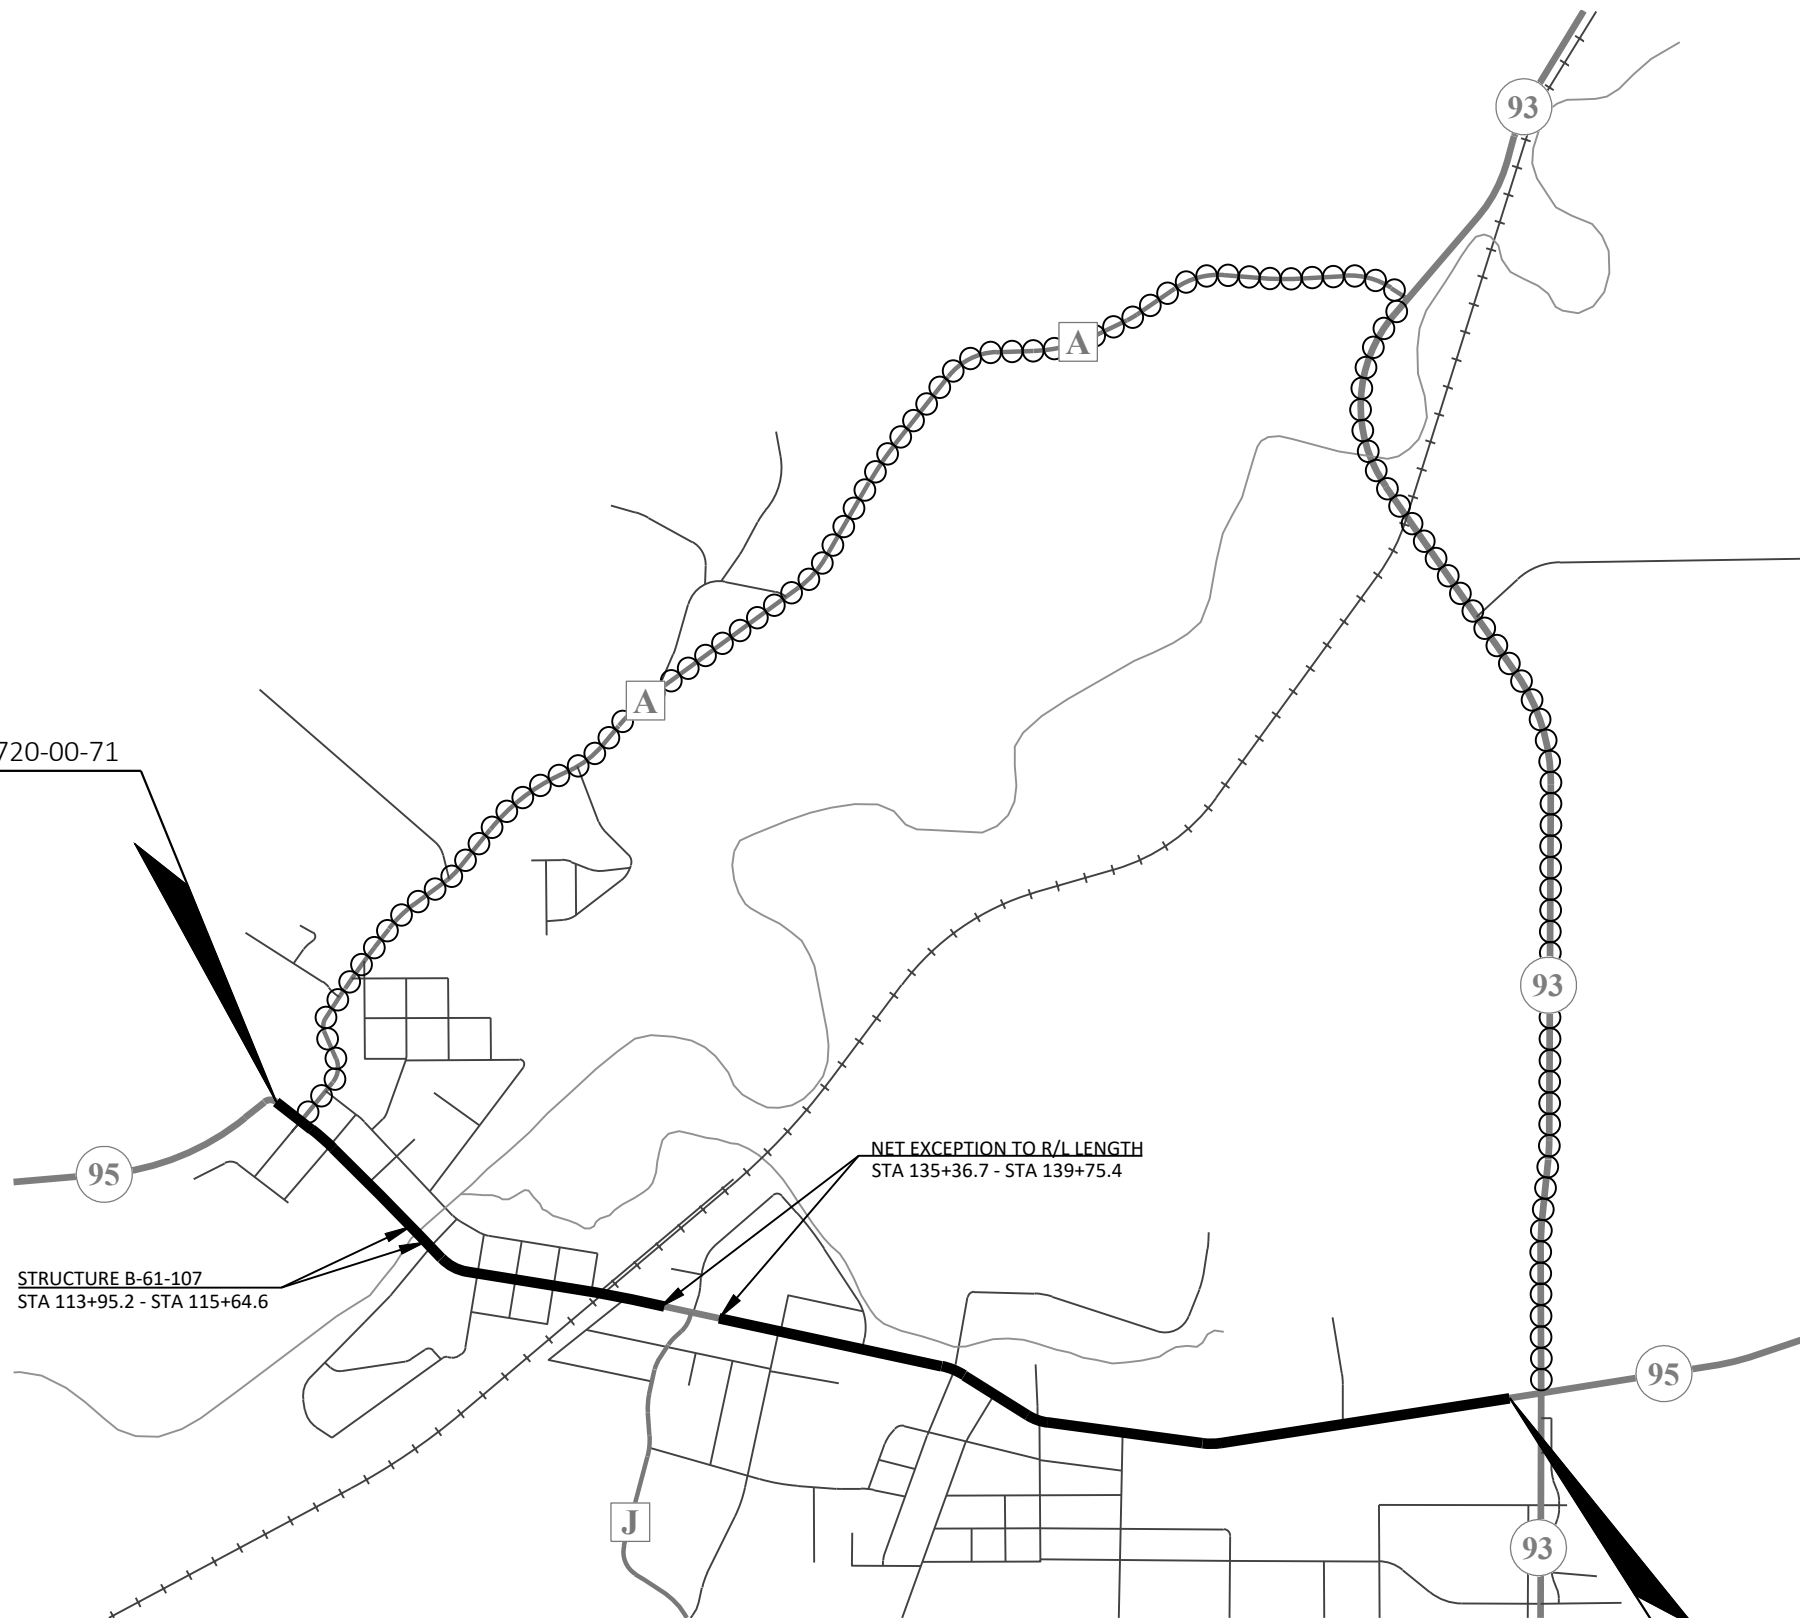 93
A
A
720-00-71
93
95
NET EXCEPTION TO R/L LENGTH
STA 135+36.7 - STA 139+75.4
STRUCTURE B-61-107
STA 113+95.2 - STA 115+64.6
95
J
93